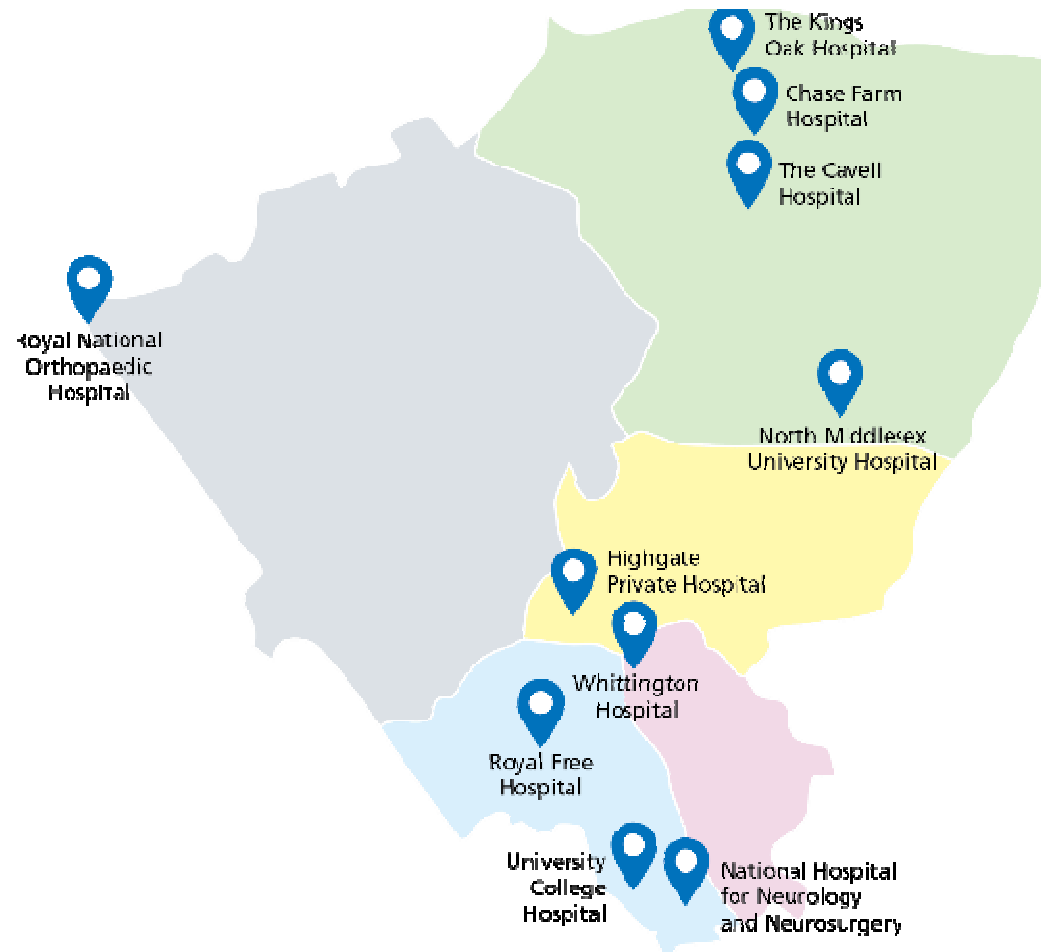 The Kings
Oak Hospital
Chase Farm
Hospital
The Cavell
Hospital
Royal National
Orthopaedic
Hospital
North Middlesex
University Hospital
Highgate
Private Hospital
Whittington
Hospital
Royal Free
Hospital
University
College
Hospital
National Hospital
for Neurology
and Neurosurgery